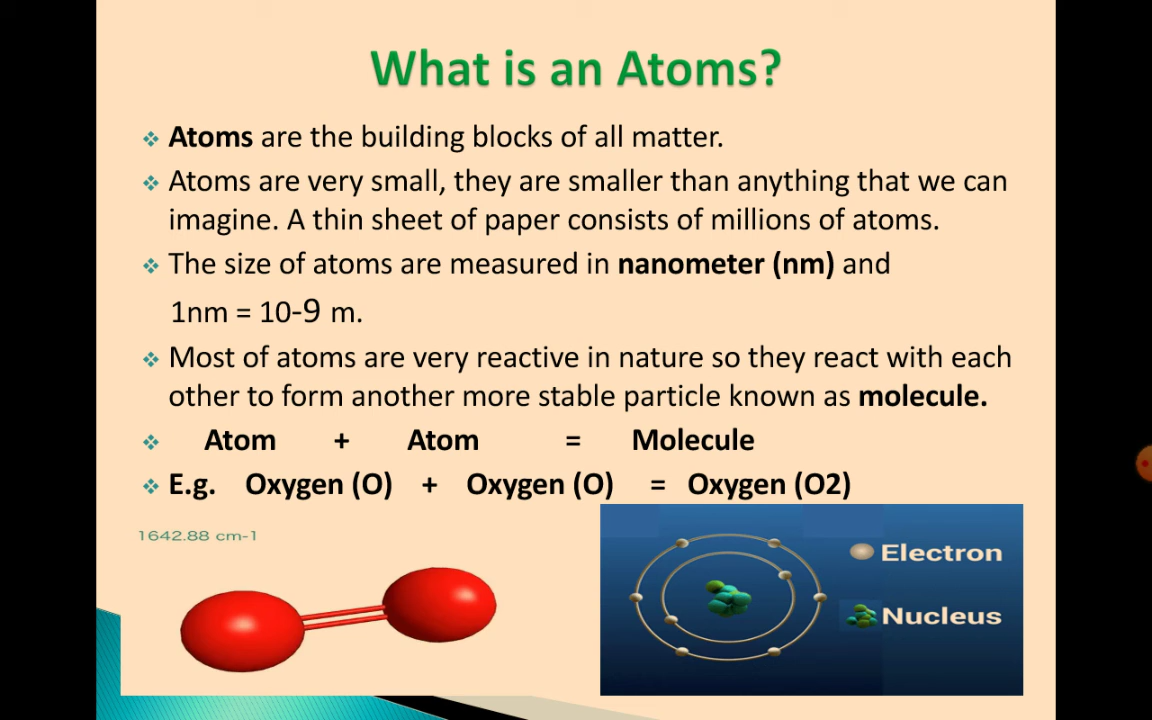 What is an Atoms?
Atoms are the building blocks of all matter.
Atoms are very small, they are smaller than anything that we can
imagine. A thin sheet of paper consists of millions of atoms.
The size of atoms are measured in nanometer (nm) and
1nm = 10-9 m.
Most of atoms are very reactive in nature so they react with each
other to form another more stable particle known as molecule.
Atom + Atom = Molecule
E.g. Oxygen (O) + Oxygen (O) = Oxygen (O2)
1642.88 cm-1
Electron
Nucleus